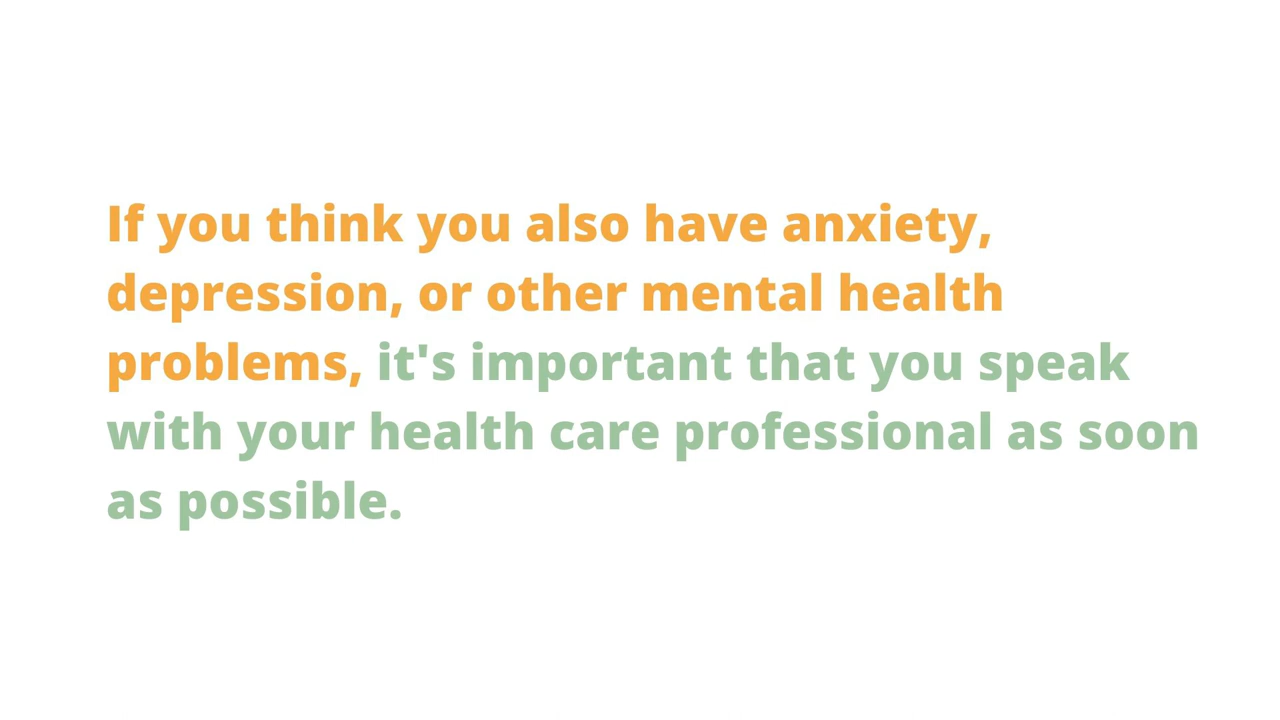 If you think you also have anxiety,
depression, or other mental health
problems, it's important that you speak
with your health care professional as soon
as possible.